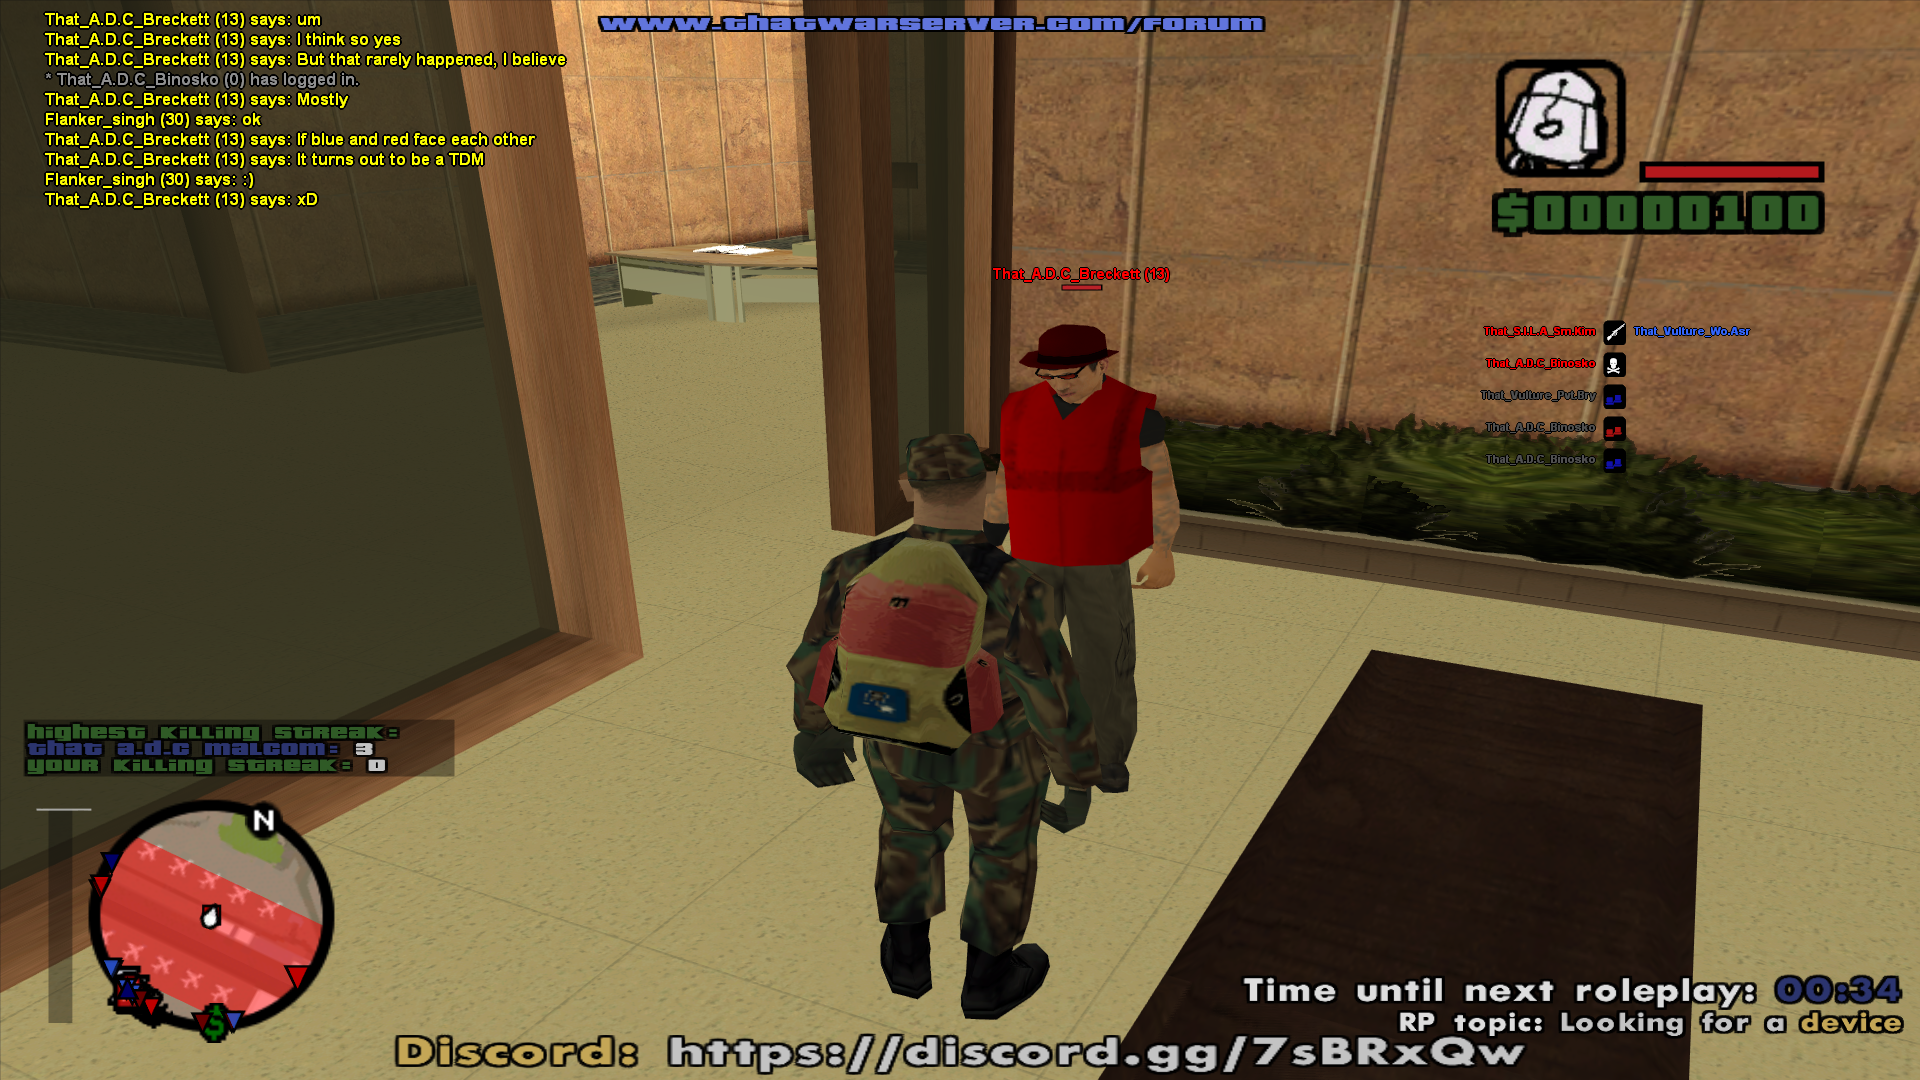 www.thatwarserver.com/forum
That_A.D.C_Breckett (13) says: um
That_A.D.C_Breckett (13) says: I think so yes
That_A.D.C_Breckett (13) says: But that rarely happened, I believe
* That_A.D.C_Binosko (0) has logged in.
That_A.D.C_Breckett (13) says: Mostly
Flanker_singh (30) says: ok
That_A.D.C_Breckett (13) says: If blue and red face each other
That_A.D.C_Breckett (13) says: It turns out to be a TDM
Flanker_singh (30) says: :)
That_A.D.C_Breckett (13) says: xD
$00000100
That_A.D.C_Breckett (13)
That_S.I.L.A_Sm.Kim That_Vulture_Wo.Asr
That_A.D.C_Binosko
That_Vulture_Pvt.Bry
That_A.D.C_Binosko
That_A.D.C_Binosko
highest killing streak:
that a.d.c malcom: 3
your killing streak: 0
N
Time until next roleplay: 00:34
RP topic: Looking for a device
Discord: https://discord.gg/7sBRxQw